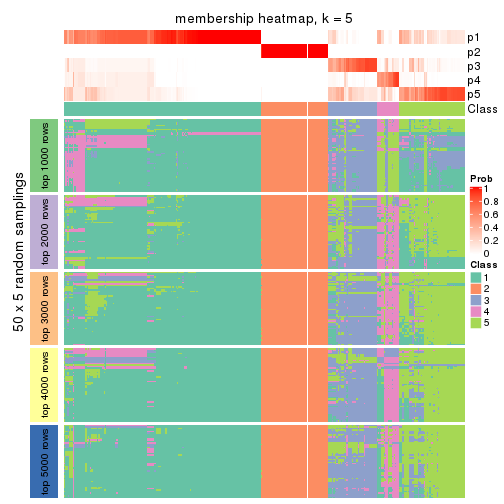 membership heatmap, k = 5
p1
p2
p3
p4
p5
Class
50 x 5 random samplings
top 1000 rows
top 2000 rows
top 3000 rows
top 4000 rows
top 5000 rows
Prob
1
0.8
0.6
0.4
0.2
0
Class
1
2
3
4
5